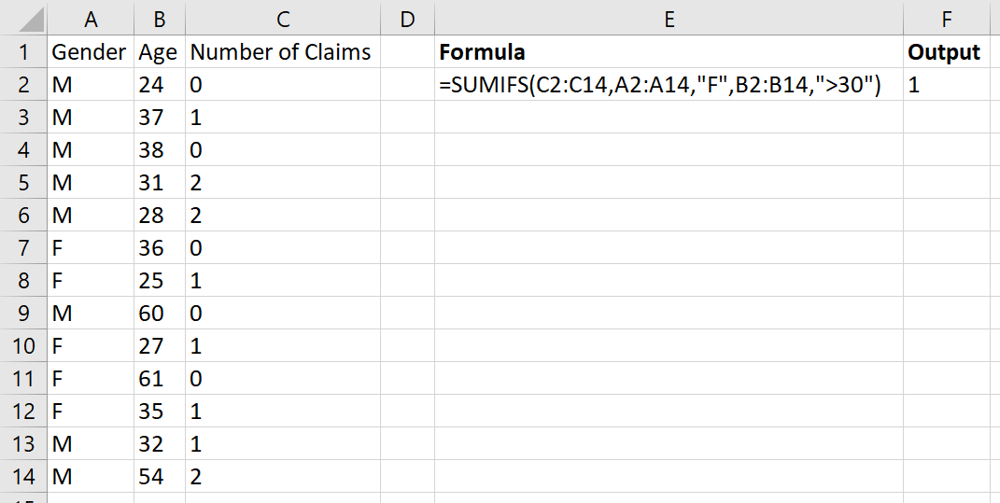 A B C D E F
1 Gender Age Number of Claims Formula Output
2 M 24 0 =SUMIFS(C2:C14,A2:A14,"F",B2:B14,">30") 1
3 M 37 1
4 M 38 0
5 M 31 2
6 M 28 2
7 F 36 0
8 F 25 1
9 M 60 0
10 F 27 1
11 F 61 0
12 F 35 1
13 M 32 1
14 M 54 2